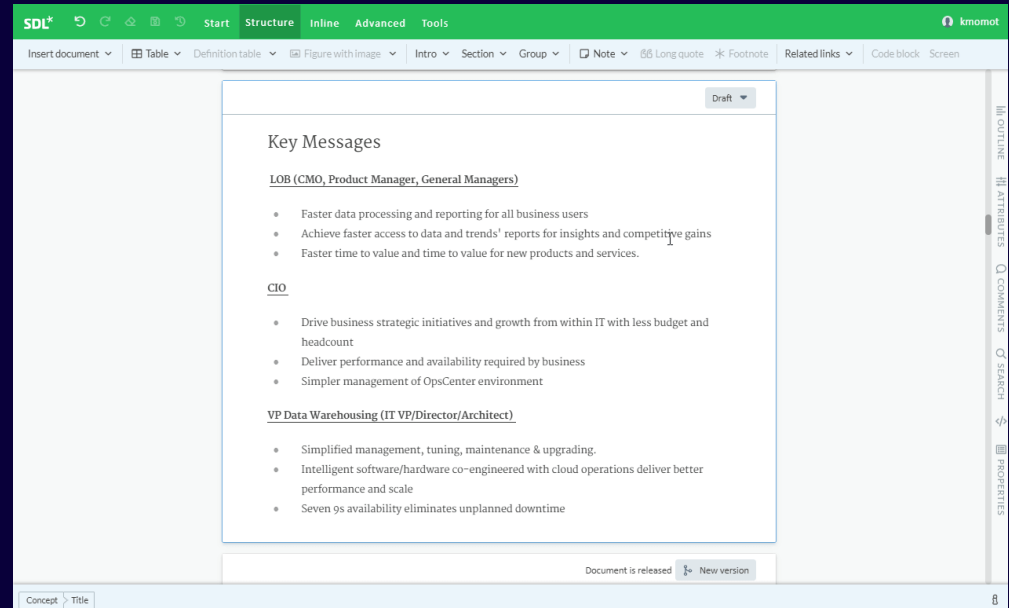 SDL* Start Structure Inline Advanced Tools kmomot
Insert document Table Definition table Figure with image Intro Section Group Note Long quote Footnote Related links Code block Screen
Draft
Key Messages
LOB (CMO, Product Manager, General Managers)
Faster data processing and reporting for all business users
Achieve faster access to data and trends' reports for insights and competitive gains
Faster time to value and time to value for new products and services.
CIO
Drive business strategic initiatives and growth from within IT with less budget and
headcount
Deliver performance and availability required by business
Simpler management of OpsCenter environment
VP Data Warehousing (IT VP/Director/Architect)
Simplified management, tuning, maintenance & upgrading.
Intelligent software/hardware co-engineered with cloud operations deliver better
performance and scale
Seven 9s availability eliminates unplanned downtime
Document is released New version
OUTLINE
ATTRIBUTES
COMMENTS
SEARCH
PROPERTIES
Concept Title